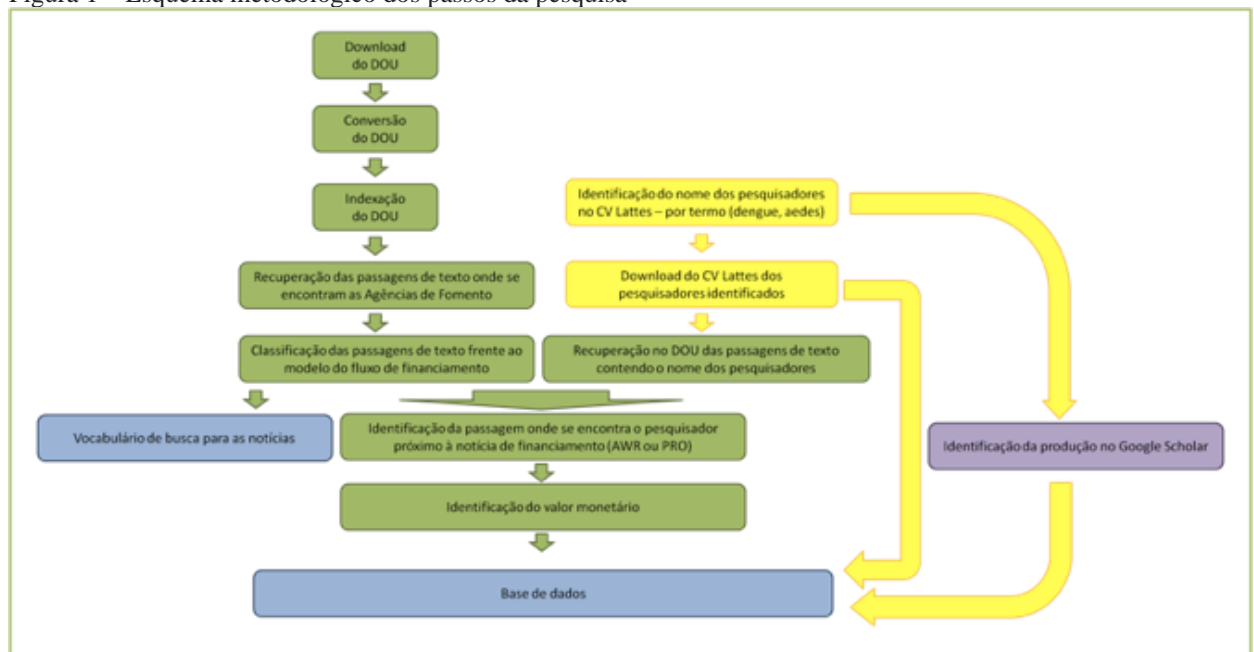 Figura 1 – Esquema metodológico dos passos da pesquisa
Download
do DOU
Conversão
do DOU
Indexação
do DOU
Identificação do nome dos pesquisadores
no CV Lattes – por termo (dengue, aedes)
Recuperação das passagens de texto onde se
encontram as Agências de Fomento
Download do CV Lattes dos
pesquisadores identificados
Classificação das passagens de texto frente ao
modelo do fluxo de financiamento
Recuperação no DOU das passagens de texto
contendo o nome dos pesquisadores
Vocabulário de busca para as notícias
Identificação da passagem onde se encontra o pesquisador
próximo à notícia de financiamento (AWR ou PRO)
Identificação da produção no Google Scholar
Identificação do valor monetário
Base de dados